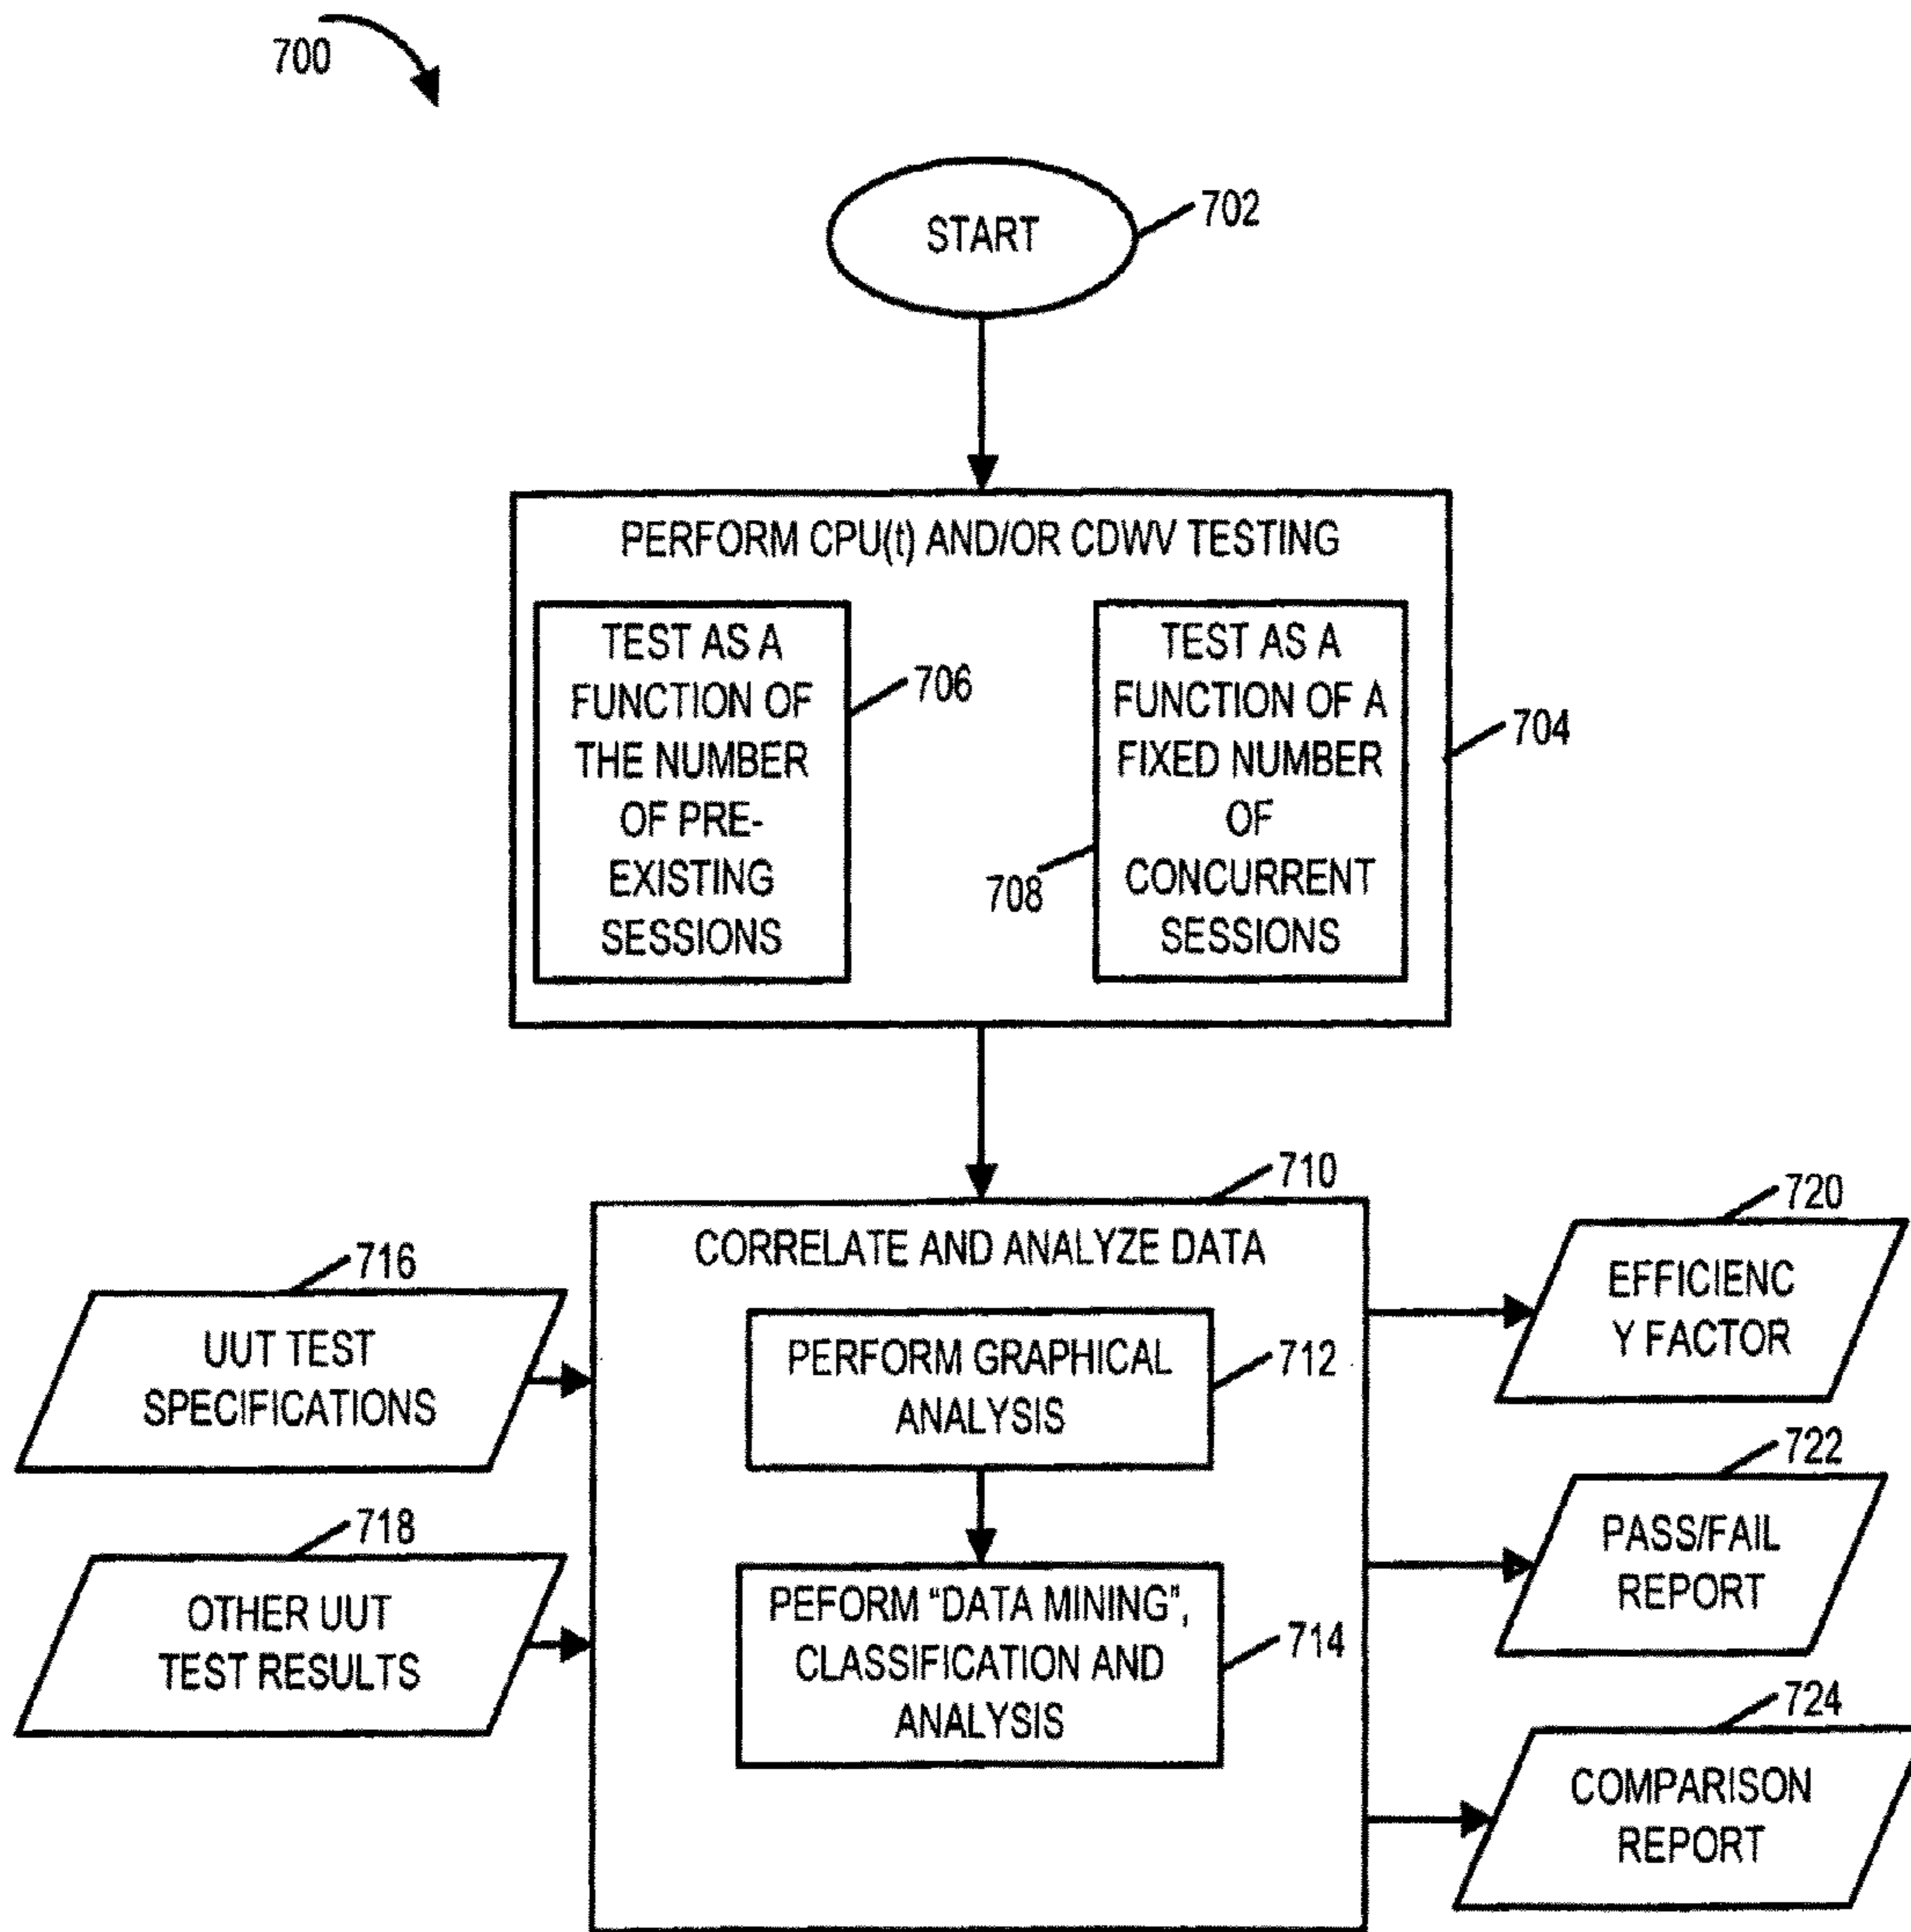 700
START
702
PERFORM CPU(t) AND/OR CDWV TESTING
TEST AS A
FUNCTION OF
THE NUMBER
OF PRE-
EXISTING
SESSIONS
706
TEST AS A
FUNCTION OF A
FIXED NUMBER
OF
CONCURRENT
SESSIONS
708
704
710
CORRELATE AND ANALYZE DATA
716
UUT TEST
SPECIFICATIONS
718
OTHER UUT
TEST RESULTS
PERFORM GRAPHICAL
ANALYSIS
712
PEFORM “DATA MINING”,
CLASSIFICATION AND
ANALYSIS
714
720
EFFICIENC
Y FACTOR
722
PASS/FAIL
REPORT
724
COMPARISON
REPORT